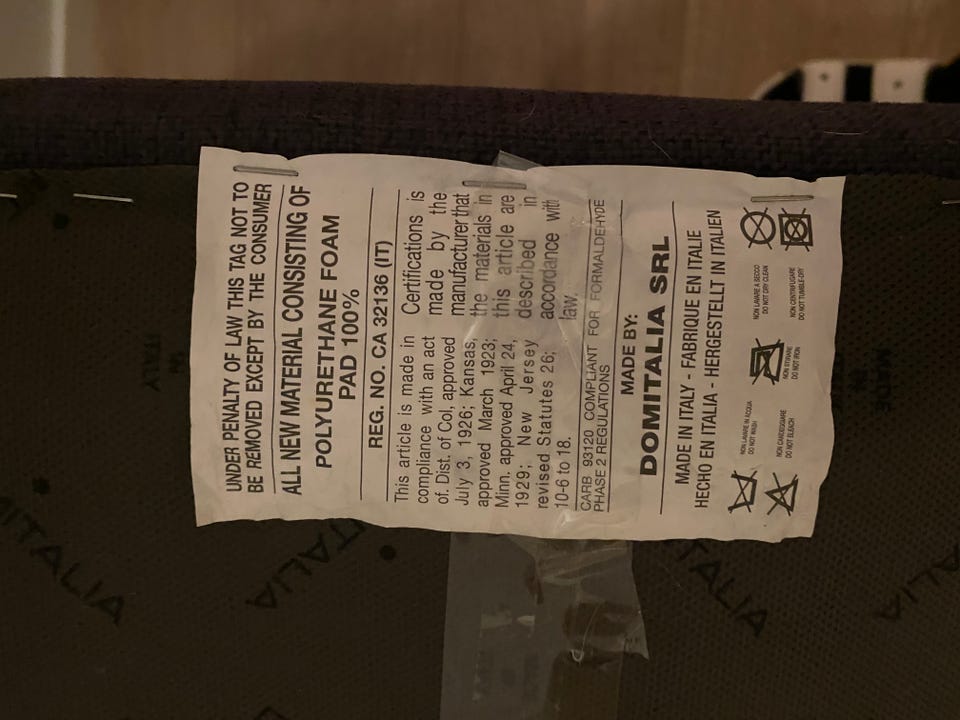 UNDER PENALTY OF LAW THIS TAG NOT TO
BE REMOVED EXCEPT BY THE CONSUMER
ALL NEW MATERIAL CONSISTING OF
POLYURETHANE FOAM
PAD 100%
REG. NO. CA 32136 (IT)
This article is made in
compliance with an act
of. Dist. of Col, approved
July 3, 1926; Kansas,
approved March 1923;
Minn. approved April 24,
1929; New Jersey
revised Statutes 26;
10-6 to 18.
Certifications is
made by the
manufacturer that
the materials in
this article are
described in
accordance with
law.
CARB 93120 COMPLIANT FOR FORMALDEHYDE
PHASE 2 REGULATIONS
MADE BY:
DOMITALIA SRL
MADE IN ITALY - FABRIQUE EN ITALIE
HECHO EN ITALIA - HERGESTELLT IN ITALIEN
NON LAVARE IN ACQUA
DO NOT WASH
NON STIRARE
DO NOT IRON
NON LAVARE A SECCO
DO NOT DRY CLEAN
NON CANDEGGIARE
DO NOT BLEACH
NON CENTRIFUGARE
DO NOT TUMBLE-DRY
MITALIA
TALIA
TALIA
ALIA
MADE
ITALY